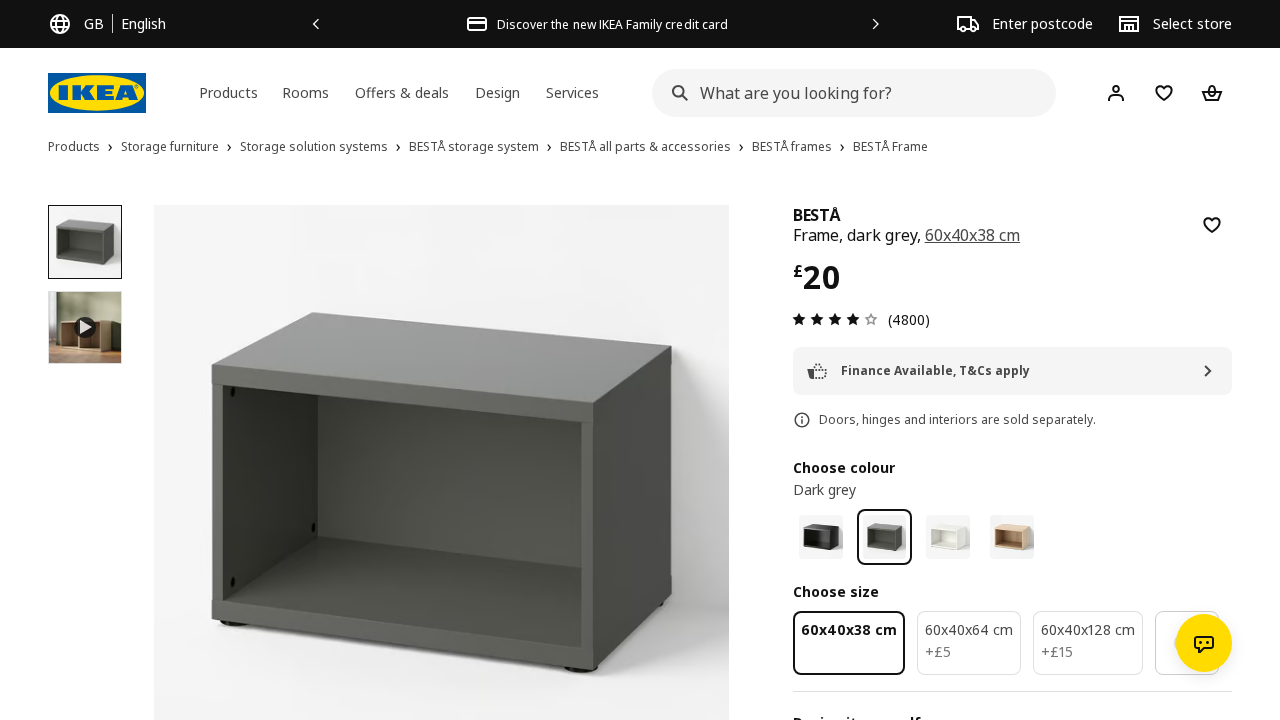 GB English
Discover the new IKEA Family credit card
Enter postcode
Select store
IKEA
Products Rooms Offers & deals Design Services
What are you looking for?
Products › Storage furniture › Storage solution systems › BESTÅ storage system › BESTÅ all parts & accessories › BESTÅ frames › BESTÅ Frame
BESTÅ
Frame, dark grey, 60x40x38 cm
£20
(4800)
Finance Available, T&Cs apply
Doors, hinges and interiors are sold separately.
Choose colour
Dark grey
Choose size
60x40x38 cm 60x40x64 cm 60x40x128 cm
+£5 +£15